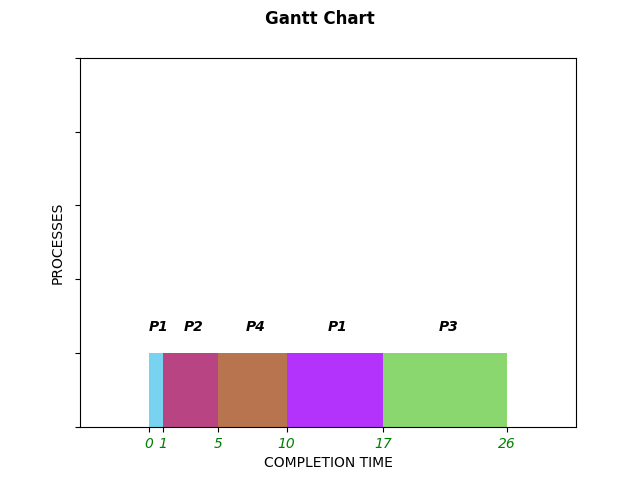 Gantt Chart
PROCESSES
P1 P2 P4 P1 P3
0 1 5 10 17 26
COMPLETION TIME